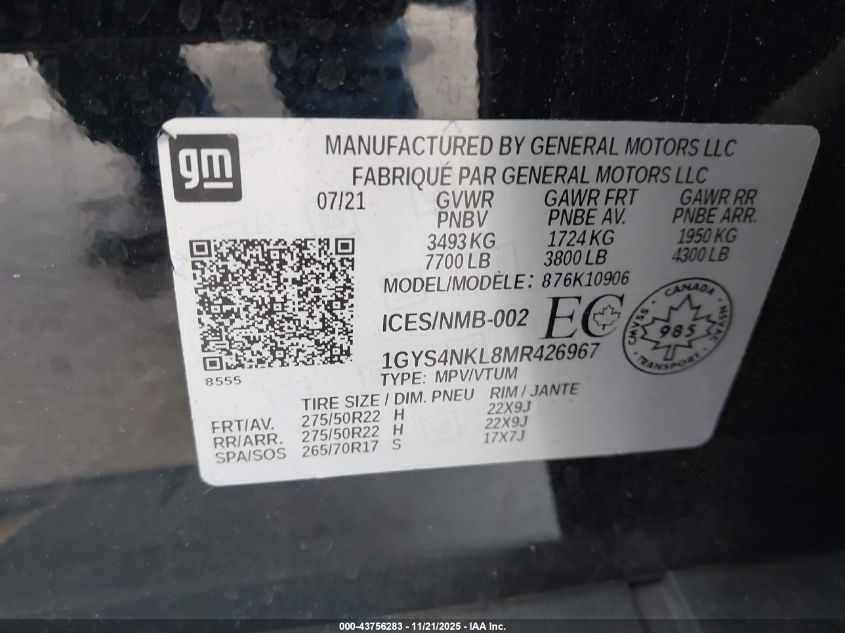 gm
MANUFACTURED BY GENERAL MOTORS LLC
FABRIQUÉ PAR GENERAL MOTORS LLC
07/21 GVWR GAWR FRT GAWR RR
PNBV PNBE AV. PNBE ARR.
3493 KG 1724 KG 1950 KG
7700 LB 3800 LB 4300 LB
MODEL/MODÈLE: 876K10906
ICES/NMB-002 EC
CANADA CMVSS 985 NSVAC TRANSPORT
1GYS4NKL8MR426967
8555 TYPE: MPV/VTUM
TIRE SIZE / DIM. PNEU RIM / JANTE
FRT/AV. 275/50R22 H 22X9J
RR/ARR. 275/50R22 H 22X9J
SPA/SOS 265/70R17 S 17X7J
000-43756283 - 11/21/2025 - IAA Inc.